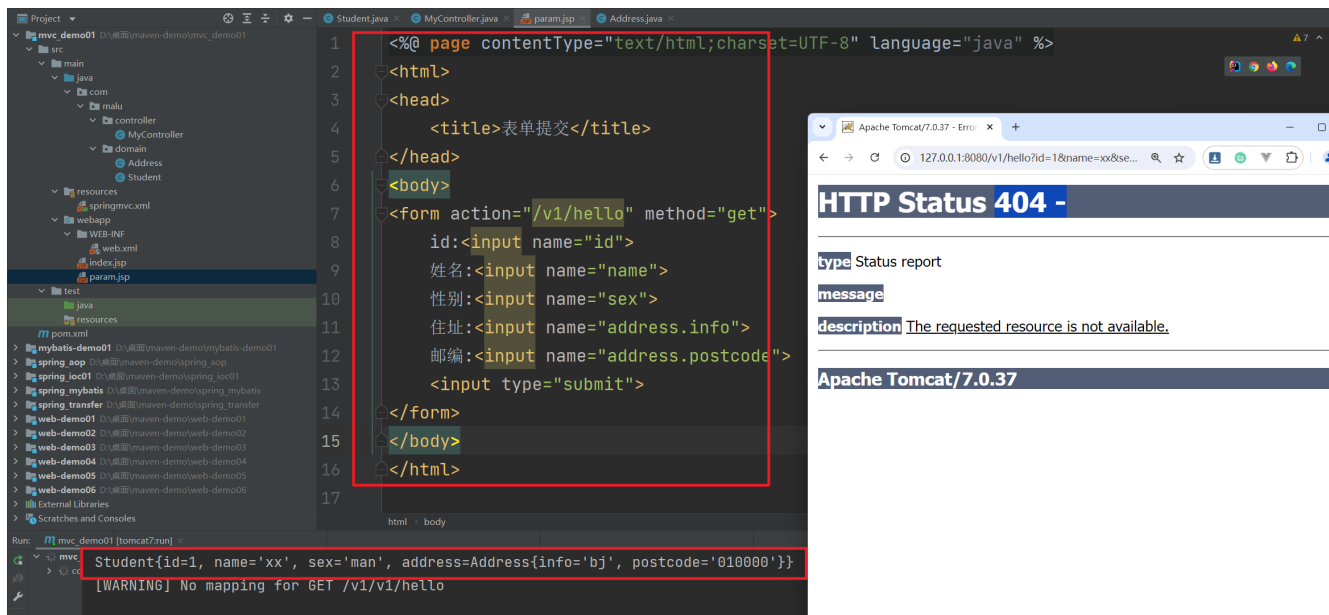 Project
Student.java
MyController.java
param.jsp
Address.java
mvc_demo01 D:\桌面\maven-demo\mvc_demo01
src
main
java
com
malu
controller
MyController
domain
Address
Student
resources
springmvc.xml
webapp
WEB-INF
web.xml
index.jsp
param.jsp
test
java
resources
pom.xml
mybatis-demo01 D:\桌面\maven-demo\mybatis-demo01
spring_aop D:\桌面\maven-demo\spring_aop
spring_ioc01 D:\桌面\maven-demo\spring_ioc01
spring_mybatis D:\桌面\maven-demo\spring_mybatis
spring_transfer D:\桌面\maven-demo\spring_transfer
web-demo01 D:\桌面\maven-demo\web-demo01
web-demo02 D:\桌面\maven-demo\web-demo02
web-demo03 D:\桌面\maven-demo\web-demo03
web-demo04 D:\桌面\maven-demo\web-demo04
web-demo05 D:\桌面\maven-demo\web-demo05
web-demo06 D:\桌面\maven-demo\web-demo06
External Libraries
Scratches and Consoles
1 <%@ page contentType="text/html;charset=UTF-8" language="java" %>
2 <html>
3 <head>
4 <title>表单提交</title>
5 </head>
6 <body>
7 <form action="/v1/hello" method="get">
8 id:<input name="id">
9 姓名:<input name="name">
10 性别:<input name="sex">
11 住址:<input name="address.info">
12 邮编:<input name="address.postcode">
13 <input type="submit">
14 </form>
15 </body>
16 </html>
17
html › body
7
Apache Tomcat/7.0.37 - Error
127.0.0.1:8080/v1/hello?id=1&name=xx&se...
HTTP Status 404 -
type Status report
message
description The requested resource is not available.
Apache Tomcat/7.0.37
Run: mvc_demo01 [tomcat7:run]
mvc_
Student{id=1, name='xx', sex='man', address=Address{info='bj', postcode='010000'}}
[WARNING] No mapping for GET /v1/v1/hello